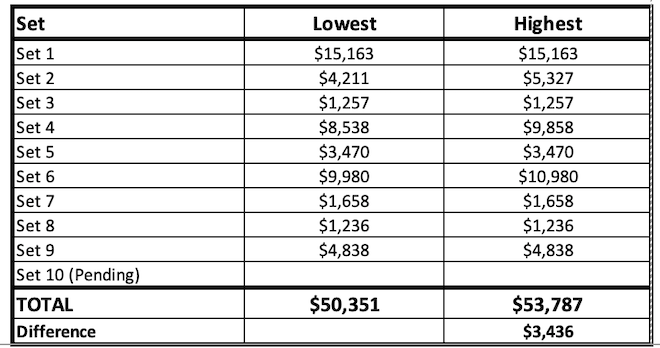 Set Lowest Highest
Set 1 $15,163 $15,163
Set 2 $4,211 $5,327
Set 3 $1,257 $1,257
Set 4 $8,538 $9,858
Set 5 $3,470 $3,470
Set 6 $9,980 $10,980
Set 7 $1,658 $1,658
Set 8 $1,236 $1,236
Set 9 $4,838 $4,838
Set 10 (Pending)
TOTAL $50,351 $53,787
Difference $3,436